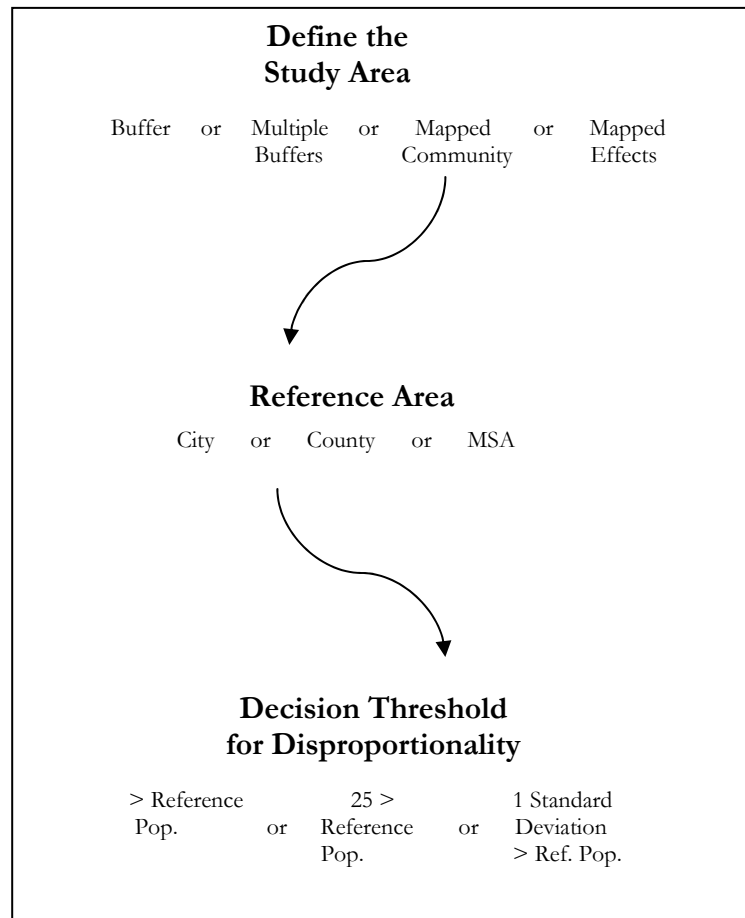 Define the
Study Area
Buffer or Multiple or Mapped or Mapped
Buffers Community Effects
Reference Area
City or County or MSA
Decision Threshold
for Disproportionality
> Reference 25 > 1 Standard
Pop. or Reference or Deviation
Pop. > Ref. Pop.